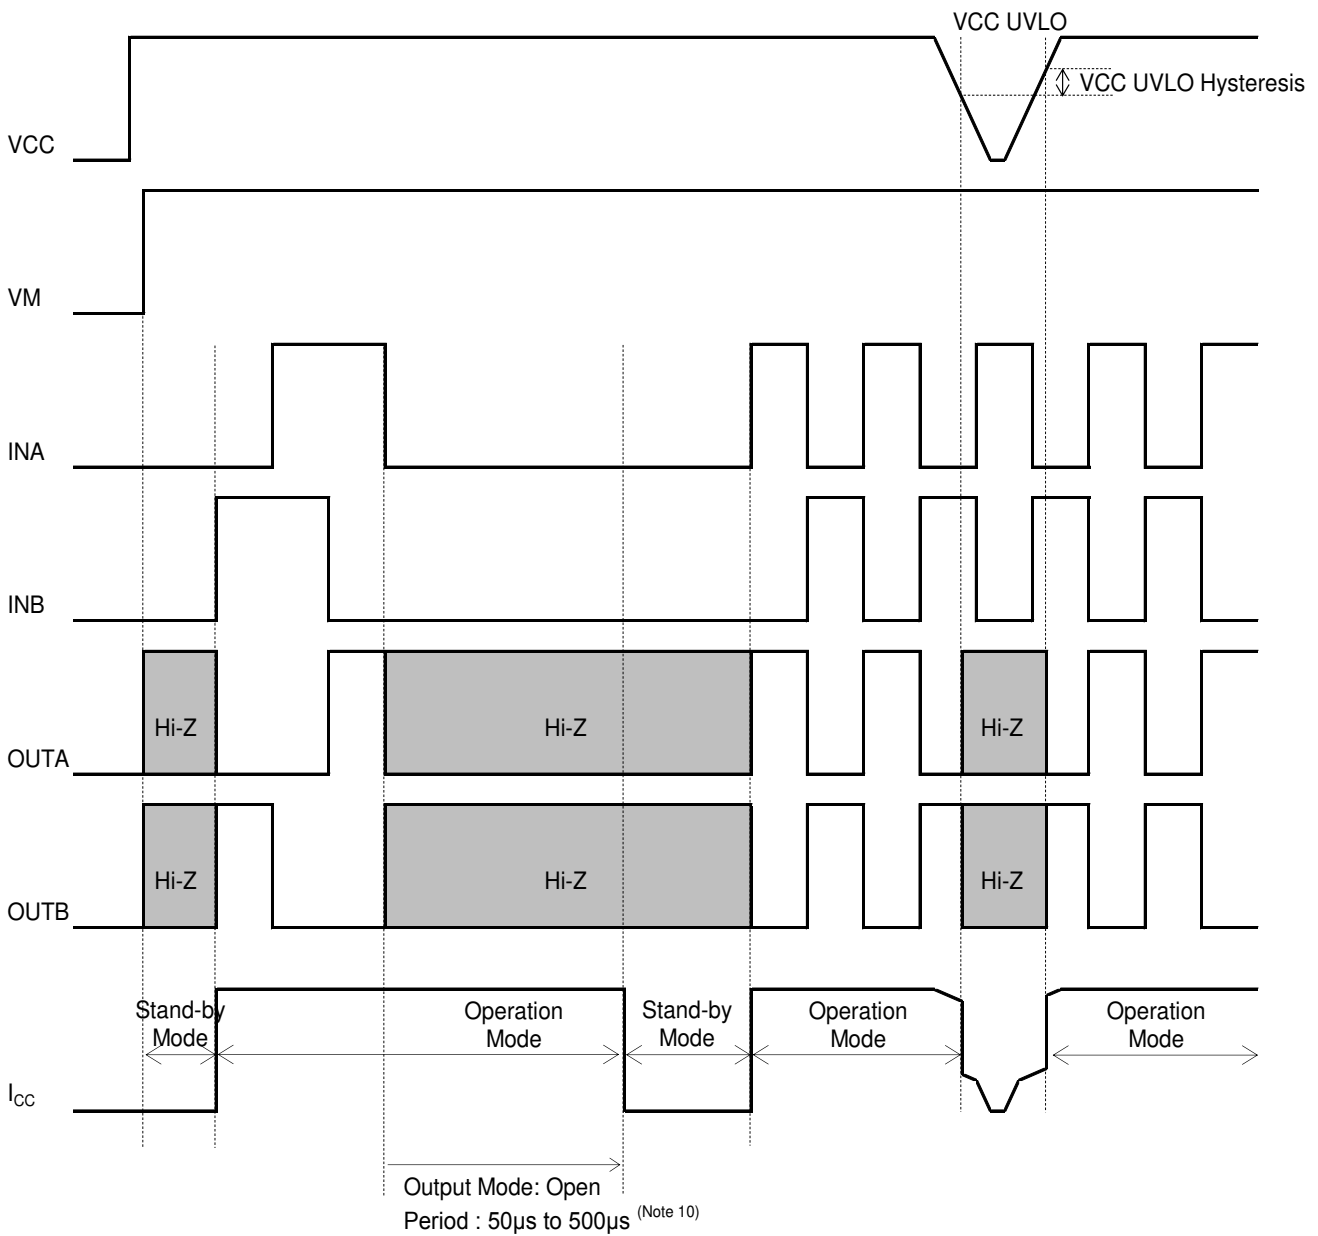 VCC UVLO
VCC UVLO Hysteresis
VCC
VM
INA
INB
Hi-Z
Hi-Z
Hi-Z
OUTA
Hi-Z
Hi-Z
Hi-Z
OUTB
Stand-by
Mode
Operation
Mode
Stand-by
Mode
Operation
Mode
Operation
Mode
ICC
Output Mode: Open
Period : 50μs to 500μs (Note 10)